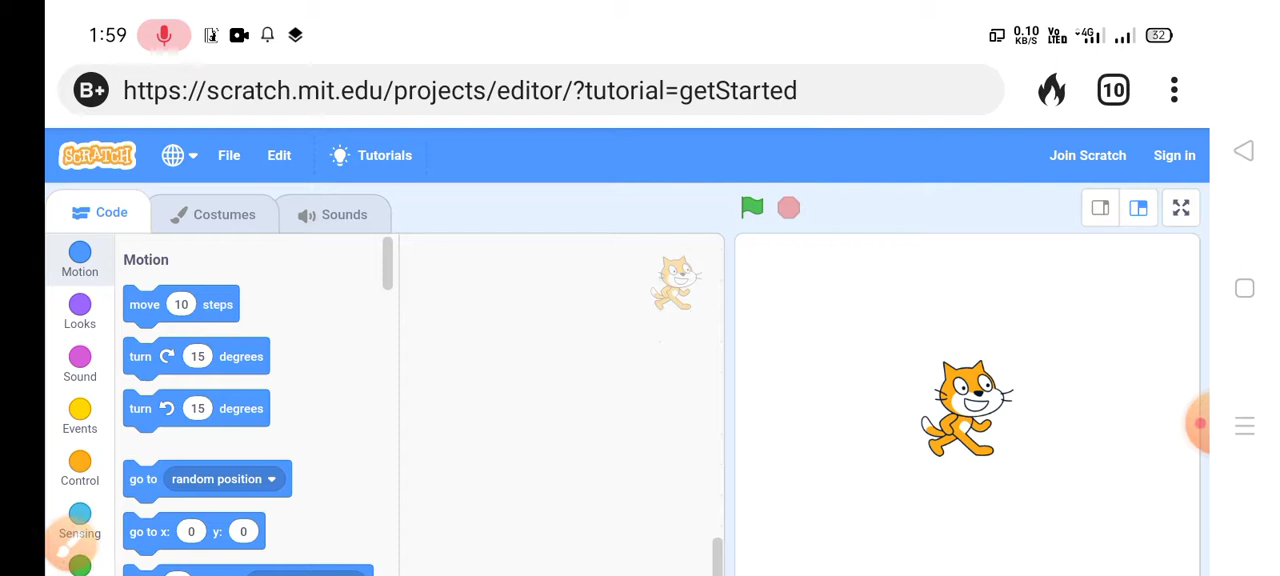 1:59 0.10 KB/S Vo LTED 4G 32
B+ https://scratch.mit.edu/projects/editor/?tutorial=getStarted 10
SCRATCH File Edit Tutorials Join Scratch Sign in
Code Costumes Sounds
Motion
Looks
Sound
Events
Control
Sensing
Motion
move 10 steps
turn 15 degrees
turn 15 degrees
go to random position
go to x: 0 y: 0